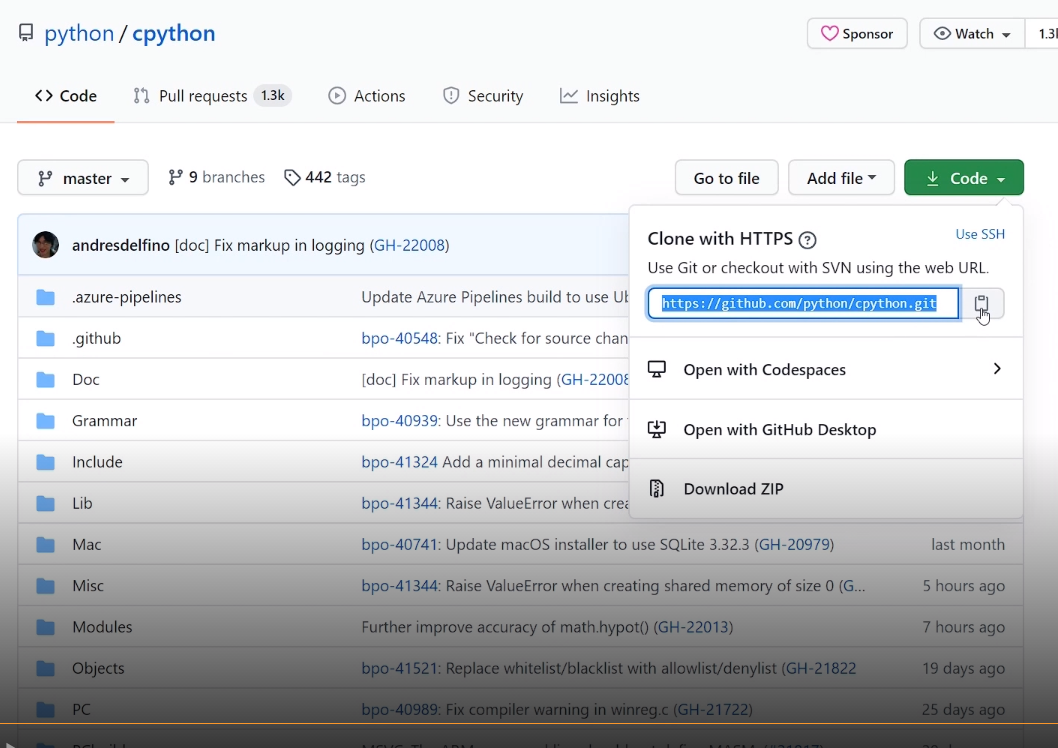 python / cpython
Sponsor
Watch
1.3k
Code
Pull requests 1.3k
Actions
Security
Insights
master
9 branches
442 tags
Go to file
Add file
Code
andresdelfino [doc] Fix markup in logging (GH-22008)
Clone with HTTPS
Use SSH
Use Git or checkout with SVN using the web URL.
https://github.com/python/cpython.git
Open with Codespaces
Open with GitHub Desktop
Download ZIP
.azure-pipelines Update Azure Pipelines build to use
.github bpo-40548: Fix "Check for source
Doc [doc] Fix markup in logging (GH-22008
Grammar bpo-40939: Use the new grammar for
Include bpo-41324 Add a minimal decimal
Lib bpo-41344: Raise ValueError when
Mac bpo-40741: Update macOS installer to use SQLite 3.32.3 (GH-20979) last month
Misc bpo-41344: Raise ValueError when creating shared memory of size 0 (G... 5 hours ago
Modules Further improve accuracy of math.hypot() (GH-22013) 7 hours ago
Objects bpo-41521: Replace whitelist/blacklist with allowlist/denylist (GH-21822 19 days ago
PC bpo-40989: Fix compiler warning in winreg.c (GH-21722) 25 days ago